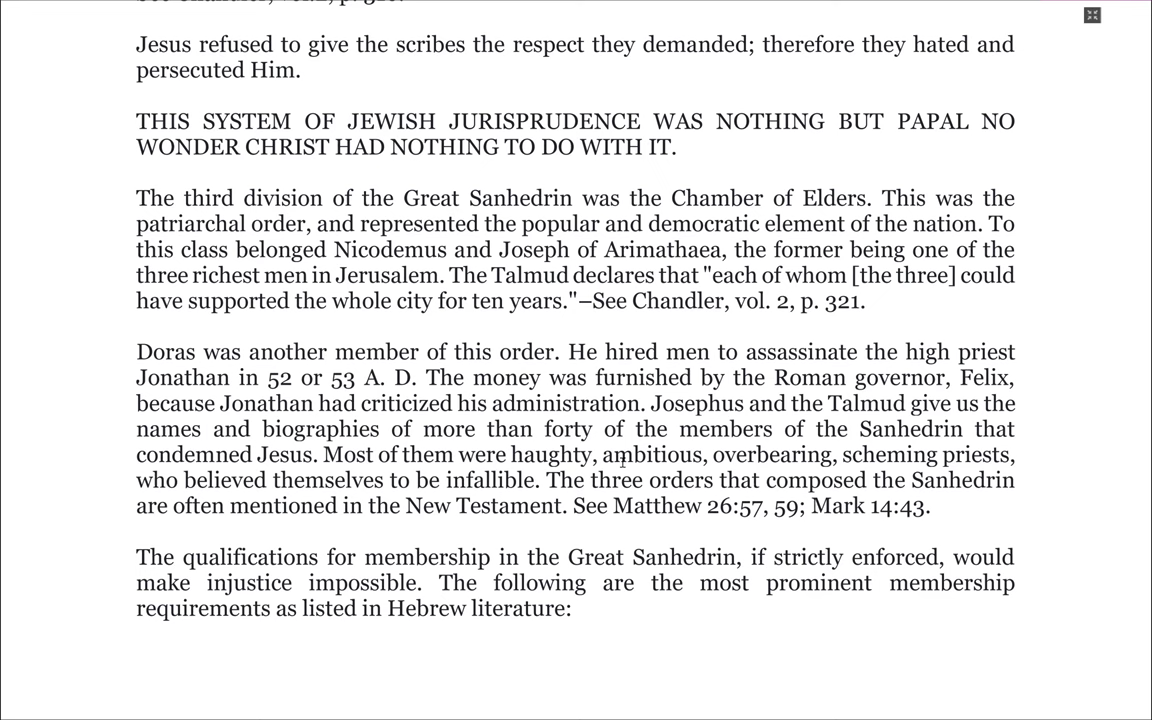 Jesus refused to give the scribes the respect they demanded; therefore they hated and
persecuted Him.
THIS SYSTEM OF JEWISH JURISPRUDENCE WAS NOTHING BUT PAPAL NO
WONDER CHRIST HAD NOTHING TO DO WITH IT.
The third division of the Great Sanhedrin was the Chamber of Elders. This was the
patriarchal order, and represented the popular and democratic element of the nation. To
this class belonged Nicodemus and Joseph of Arimathaea, the former being one of the
three richest men in Jerusalem. The Talmud declares that "each of whom [the three] could
have supported the whole city for ten years."–See Chandler, vol. 2, p. 321.
Doras was another member of this order. He hired men to assassinate the high priest
Jonathan in 52 or 53 A. D. The money was furnished by the Roman governor, Felix,
because Jonathan had criticized his administration. Josephus and the Talmud give us the
names and biographies of more than forty of the members of the Sanhedrin that
condemned Jesus. Most of them were haughty, ambitious, overbearing, scheming priests,
who believed themselves to be infallible. The three orders that composed the Sanhedrin
are often mentioned in the New Testament. See Matthew 26:57, 59; Mark 14:43.
The qualifications for membership in the Great Sanhedrin, if strictly enforced, would
make injustice impossible. The following are the most prominent membership
requirements as listed in Hebrew literature: